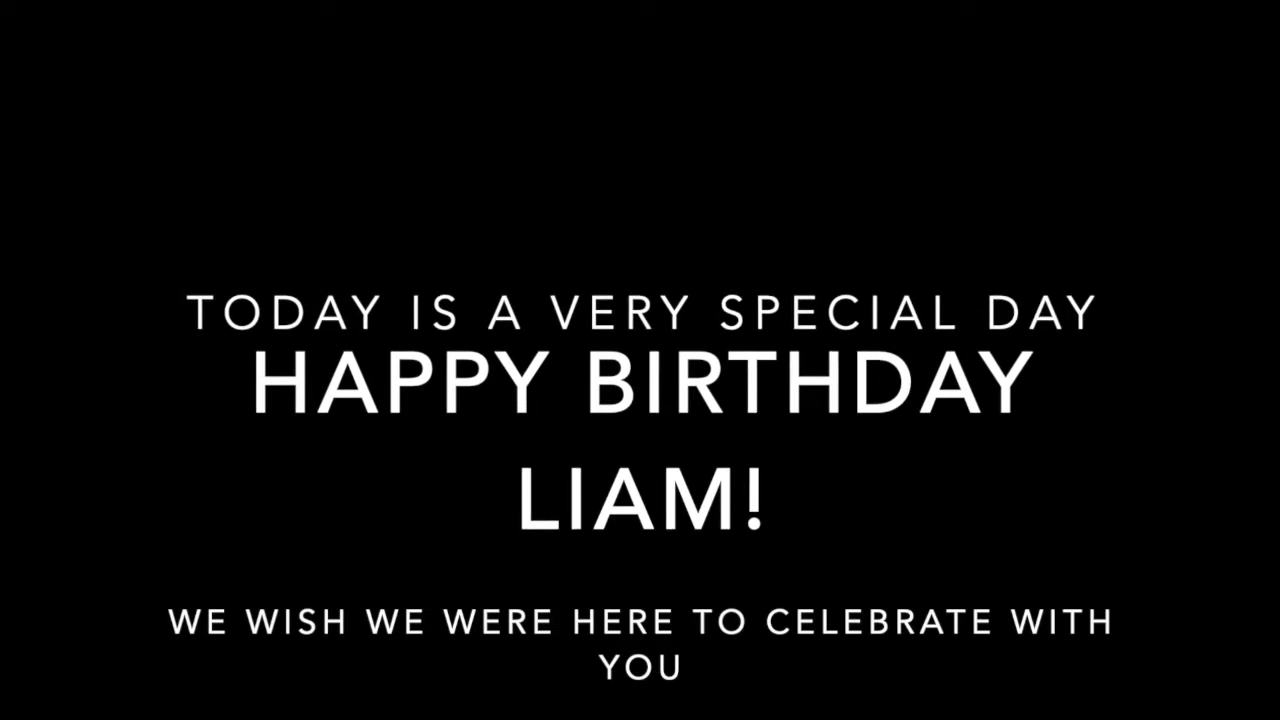 TODAY IS A VERY SPECIAL DAY
HAPPY BIRTHDAY
LIAM!
WE WISH WE WERE HERE TO CELEBRATE WITH
YOU